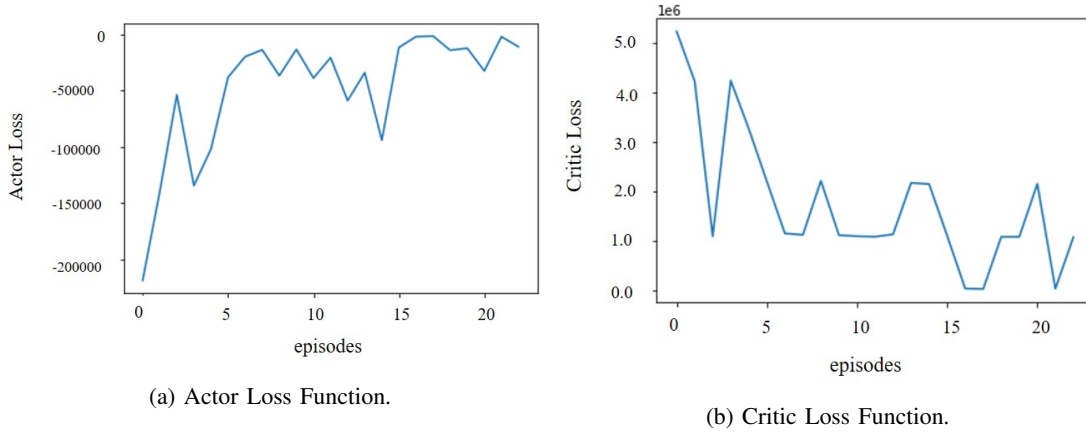 0
-50000
-100000
-150000
-200000
Actor Loss
0 5 10 15 20
episodes
(a) Actor Loss Function.
1e6
5.0
4.0
3.0
2.0
1.0
0.0
Critic Loss
0 5 10 15 20
episodes
(b) Critic Loss Function.